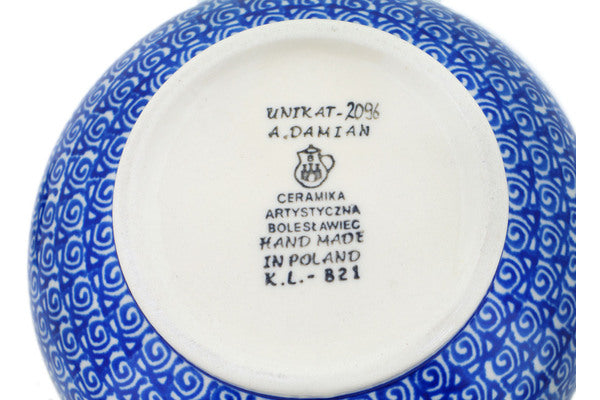 UNIKAT-2096
A.DAMIAN
CERAMIKA
ARTYSTYCZNA
BOLESŁAWIEC
HAND MADE
IN POLAND
K.L.- B21